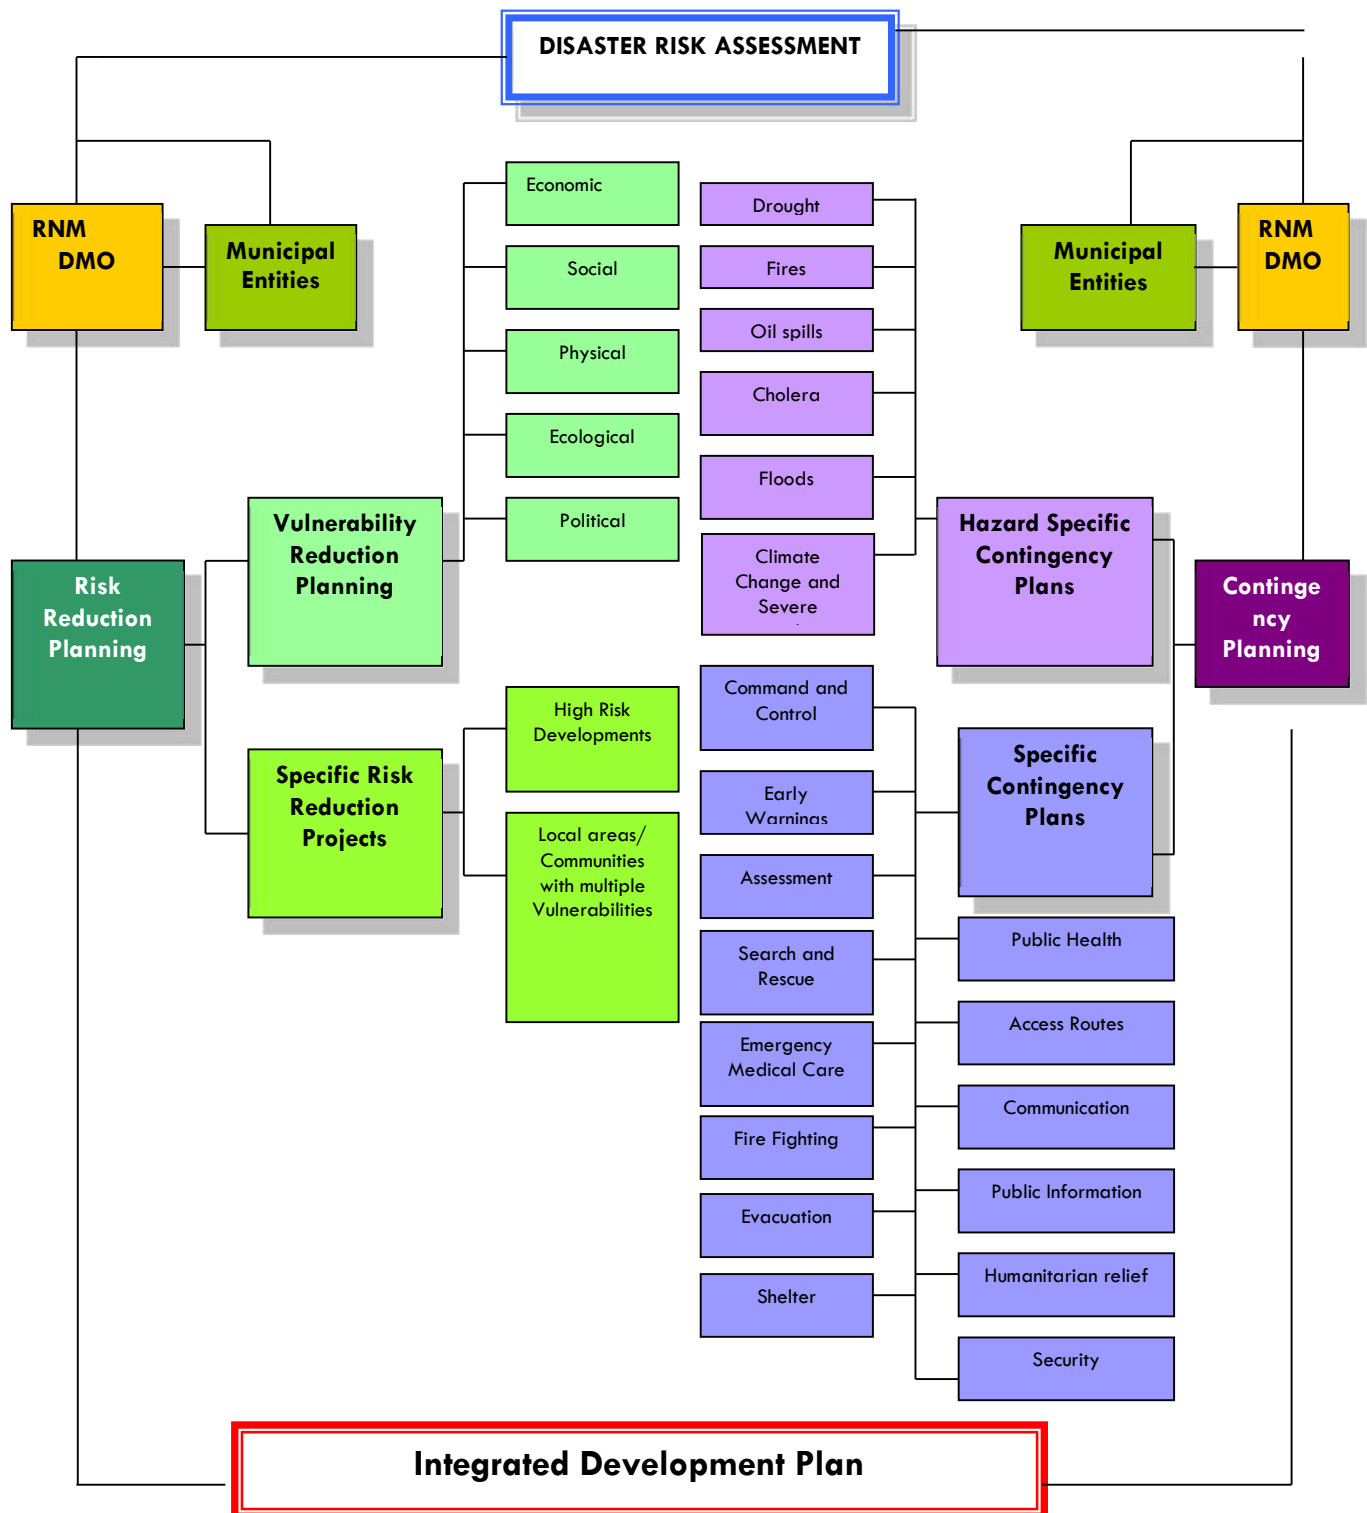 DISASTER RISK ASSESSMENT
RNM
DMO
Municipal
Entities
Economic
Social
Physical
Ecological
Political
Drought
Fires
Oil spills
Cholera
Floods
Climate
Change and
Severe
Municipal
Entities
RNM
DMO
Risk
Reduction
Planning
Vulnerability
Reduction
Planning
Hazard Specific
Contingency
Plans
Continge
ncy
Planning
Specific Risk
Reduction
Projects
High Risk
Developments
Local areas/
Communities
with multiple
Vulnerabilities
Command and
Control
Early
Warnings
Assessment
Search and
Rescue
Emergency
Medical Care
Fire Fighting
Evacuation
Shelter
Specific
Contingency
Plans
Public Health
Access Routes
Communication
Public Information
Humanitarian relief
Security
Integrated Development Plan